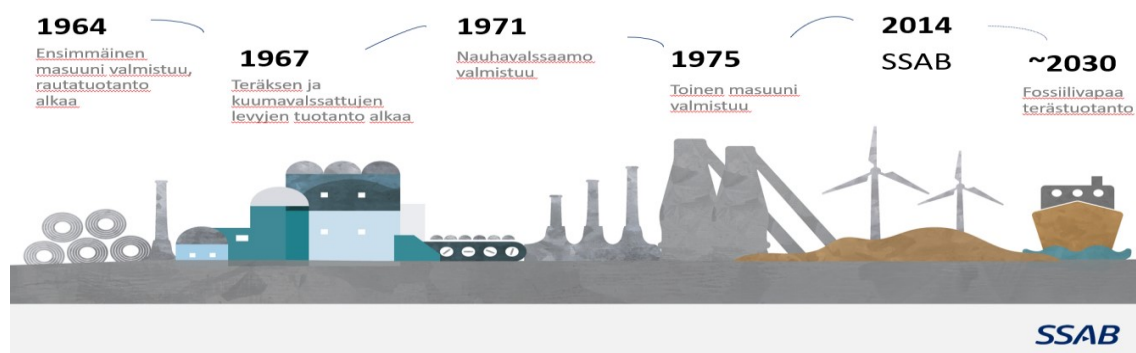 1964
Ensimmäinen
masuuni valmistuu,
rautatuotanto
alkaa
1967
Teräksen ja
kuumavalssattujen
levyjen tuotanto alkaa
1971
Nauhavalssaamo
valmistuu
1975
Toinen masuuni
valmistuu
2014
SSAB
~2030
Fossiilivapaa
terästuotanto
SSAB